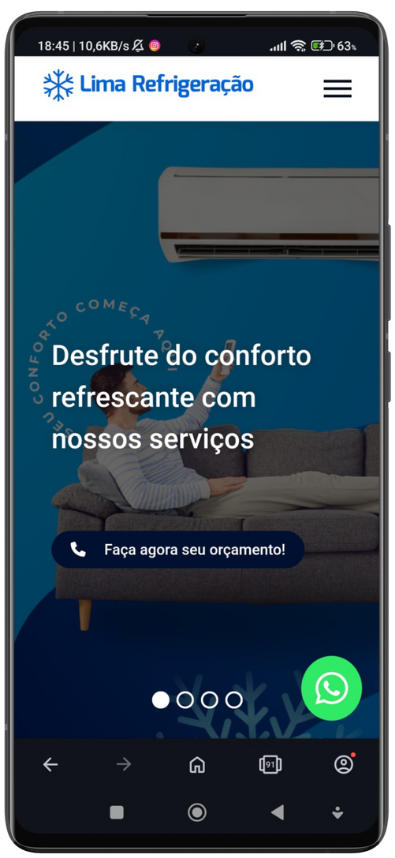 18:45 | 10,6KB/s
63%
Lima Refrigeração
SEU CONFORTO COMEÇA AQUI
Desfrute do conforto
refrescante com
nossos serviços
Faça agora seu orçamento!
91